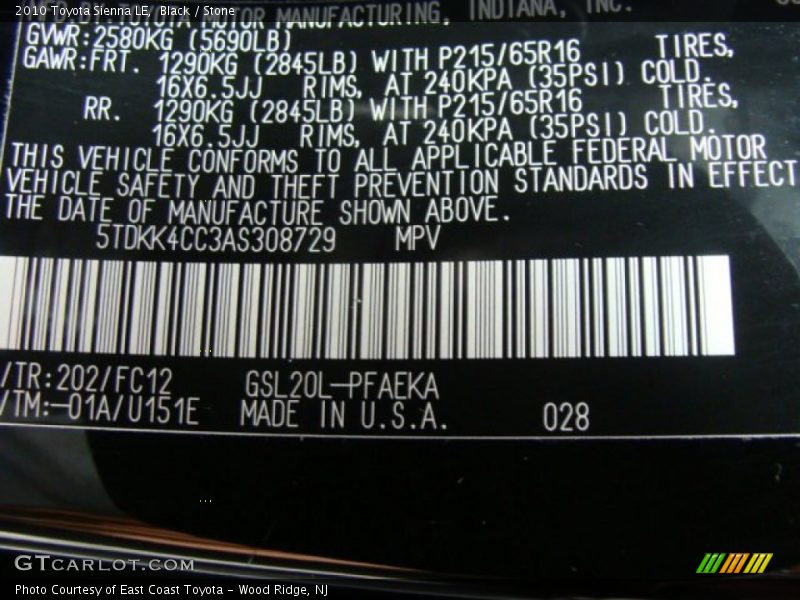 2010 Toyota Sienna LE, Black / Stone
MOTOR MANUFACTURING, INDIANA, INC.
GVWR:2580KG (5690LB)
GAWR:FRT. 1290KG (2845LB) WITH P215/65R16 TIRES,
16X6.5JJ RIMS, AT 240KPA (35PSI) COLD.
RR. 1290KG (2845LB) WITH P215/65R16 TIRES,
16X6.5JJ RIMS, AT 240KPA (35PSI) COLD.
THIS VEHICLE CONFORMS TO ALL APPLICABLE FEDERAL MOTOR
VEHICLE SAFETY AND THEFT PREVENTION STANDARDS IN EFFECT
THE DATE OF MANUFACTURE SHOWN ABOVE.
5TDKK4CC3AS308729 MPV
/TR:202/FC12 GSL20L-PFAEKA
/TM:-01A/U151E MADE IN U.S.A. 028
GTCARLOT.COM
Photo Courtesy of East Coast Toyota - Wood Ridge, NJ